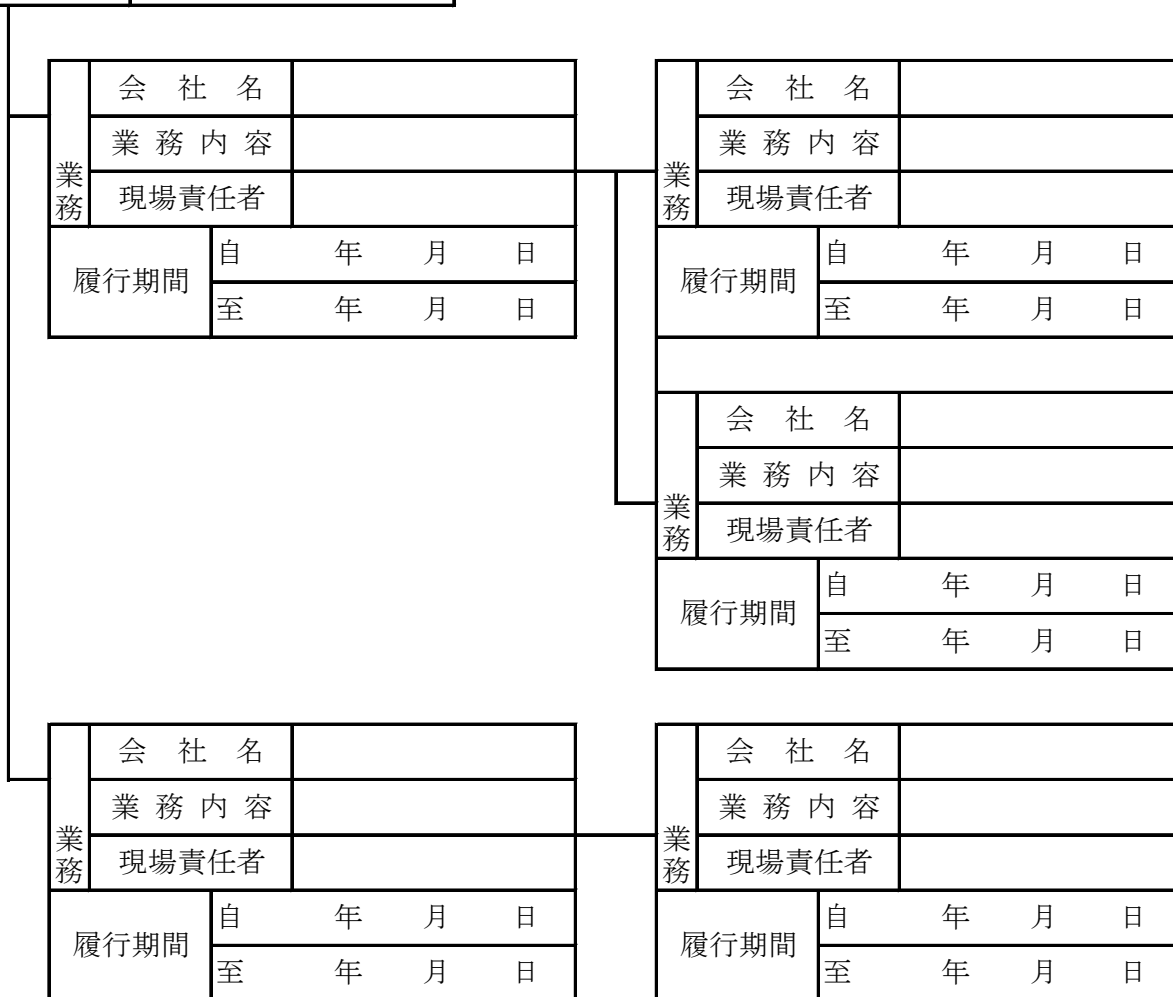 会 社 名
業 務 内 容
業務
現場責任者
履行期間
自 年 月 日
至 年 月 日
会 社 名
業 務 内 容
業務
現場責任者
履行期間
自 年 月 日
至 年 月 日
会 社 名
業 務 内 容
業務
現場責任者
履行期間
自 年 月 日
至 年 月 日
会 社 名
業 務 内 容
業務
現場責任者
履行期間
自 年 月 日
至 年 月 日
会 社 名
業 務 内 容
業務
現場責任者
履行期間
自 年 月 日
至 年 月 日